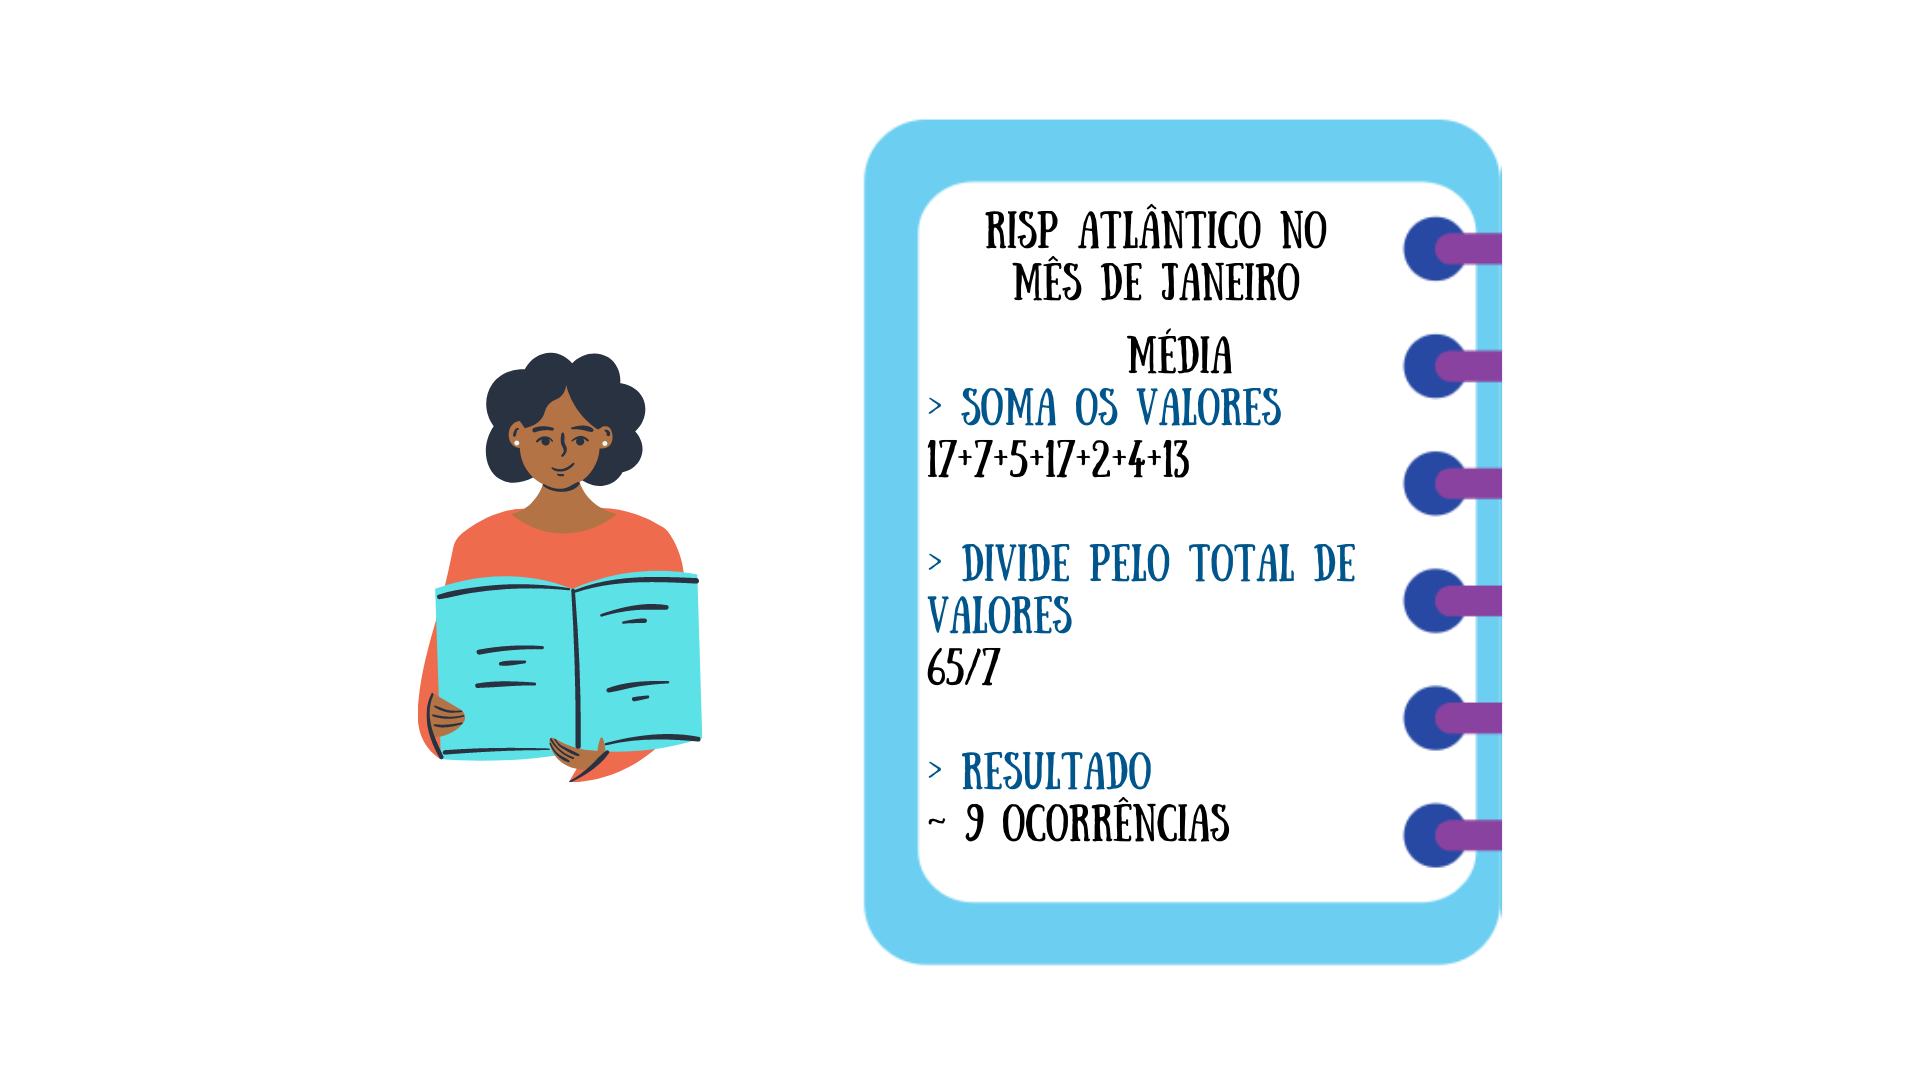 RISP ATLÂNTICO NO
MÊS DE JANEIRO
MÉDIA
> SOMA OS VALORES
17+7+5+17+2+4+13
> DIVIDE PELO TOTAL DE
VALORES
65/7
> RESULTADO
~ 9 OCORRÊNCIAS